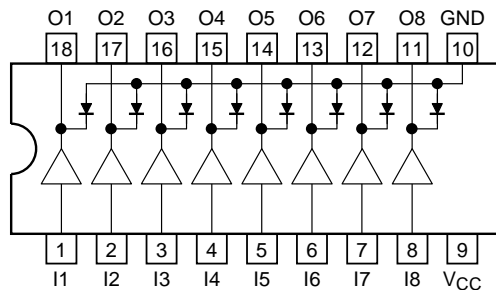 O1 O2 O3 O4 O5 O6 O7 O8 GND
18 17 16 15 14 13 12 11 10
1 2 3 4 5 6 7 8 9
I1 I2 I3 I4 I5 I6 I7 I8 VCC